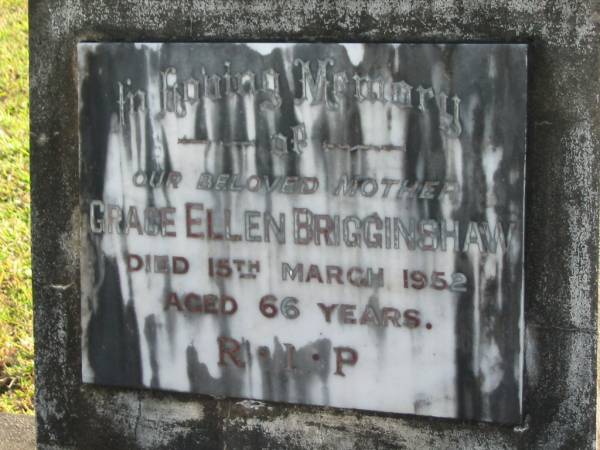 In Loving Memory
of
OUR BELOVED MOTHER
GRACE ELLEN BRIGGINSHAW
DIED 15TH MARCH 1952
AGED 66 YEARS.
R·I·P